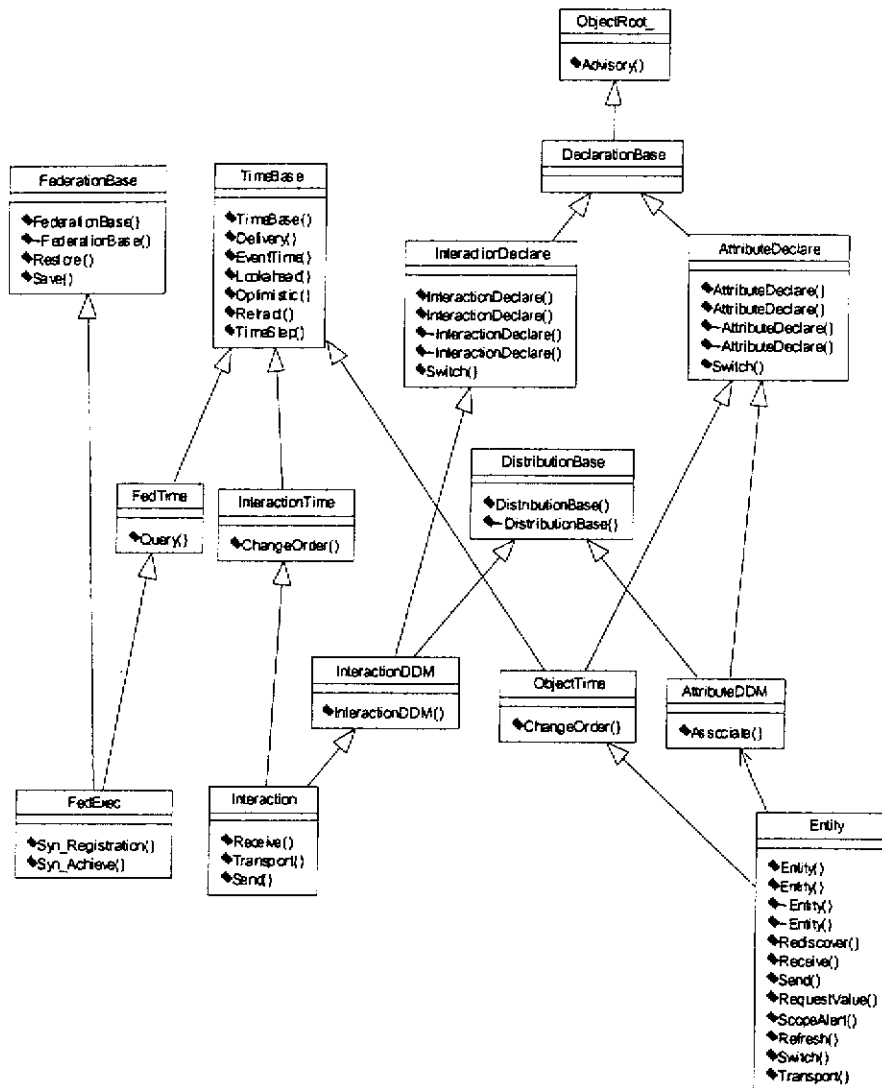 ObjectRoot_
Advisory()
DeclarationBase
FederationBase
FederationBase()
~FederationBase()
Restore()
Save()
TimeBase
TimeBase()
Delivery()
EventTime()
Lookahead()
Optimistic()
Retract()
TimeStep()
InteractionDeclare
InteractionDeclare()
InteractionDeclare()
~InteractionDeclare()
~InteractionDeclare()
Switch()
AttributeDeclare
AttributeDeclare()
AttributeDeclare()
~AttributeDeclare()
~AttributeDeclare()
Switch()
DistributionBase
DistributionBase()
~DistributionBase()
FedTime
Query()
InteractionTime
ChangeOrder()
InteractionDDM
InteractionDDM()
ObjectTime
ChangeOrder()
AttributeDDM
Associate()
FedExec
Syn_Registration()
Syn_Achieve()
Interaction
Receive()
Transport()
Send()
Entity
Entity()
Entity()
~Entity()
~Entity()
Rediscover()
Receive()
Send()
RequestValue()
ScopeAlert()
Refresh()
Switch()
Transport()